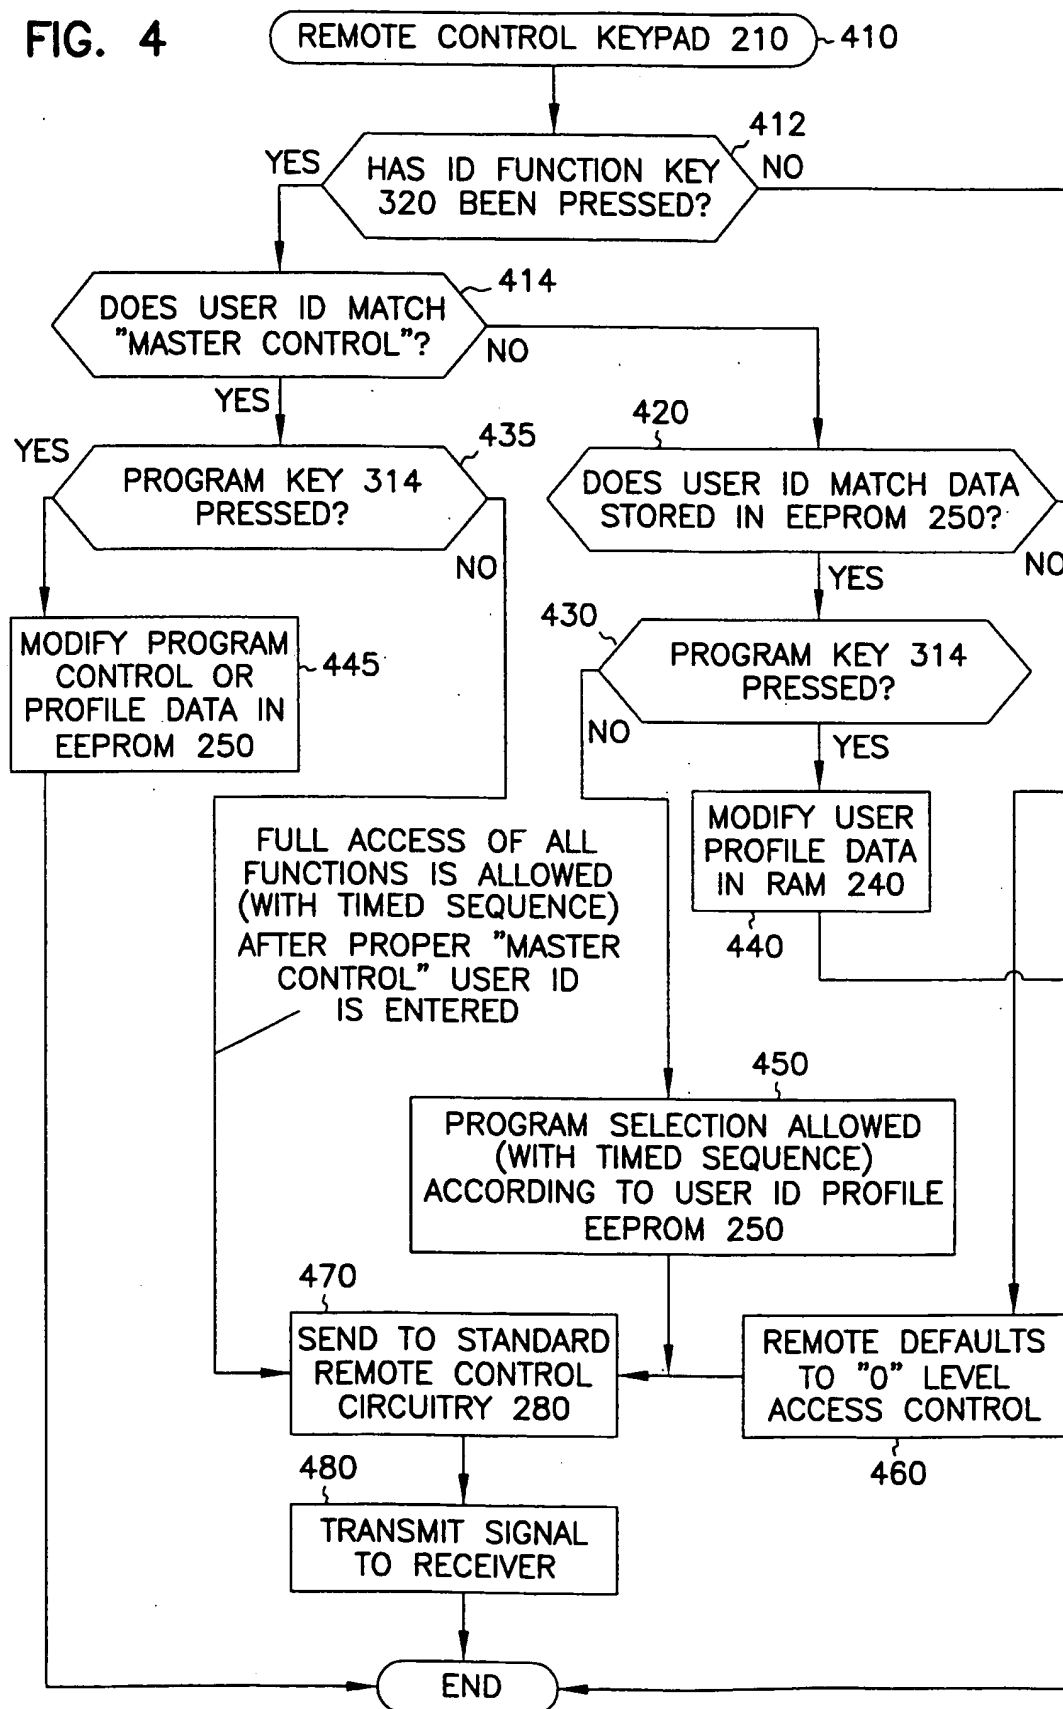 FIG. 4
REMOTE CONTROL KEYPAD 210
410
412
YES
HAS ID FUNCTION KEY
320 BEEN PRESSED?
NO
414
DOES USER ID MATCH
"MASTER CONTROL"?
NO
YES
420
435
YES
PROGRAM KEY 314
PRESSED?
NO
DOES USER ID MATCH DATA
STORED IN EEPROM 250?
NO
YES
430
PROGRAM KEY 314
PRESSED?
NO
YES
MODIFY PROGRAM
CONTROL OR
PROFILE DATA IN
EEPROM 250
445
MODIFY USER
PROFILE DATA
IN RAM 240
440
FULL ACCESS OF ALL
FUNCTIONS IS ALLOWED
(WITH TIMED SEQUENCE)
AFTER PROPER "MASTER
CONTROL" USER ID
IS ENTERED
450
PROGRAM SELECTION ALLOWED
(WITH TIMED SEQUENCE)
ACCORDING TO USER ID PROFILE
EEPROM 250
470
SEND TO STANDARD
REMOTE CONTROL
CIRCUITRY 280
REMOTE DEFAULTS
TO "0" LEVEL
ACCESS CONTROL
460
480
TRANSMIT SIGNAL
TO RECEIVER
END